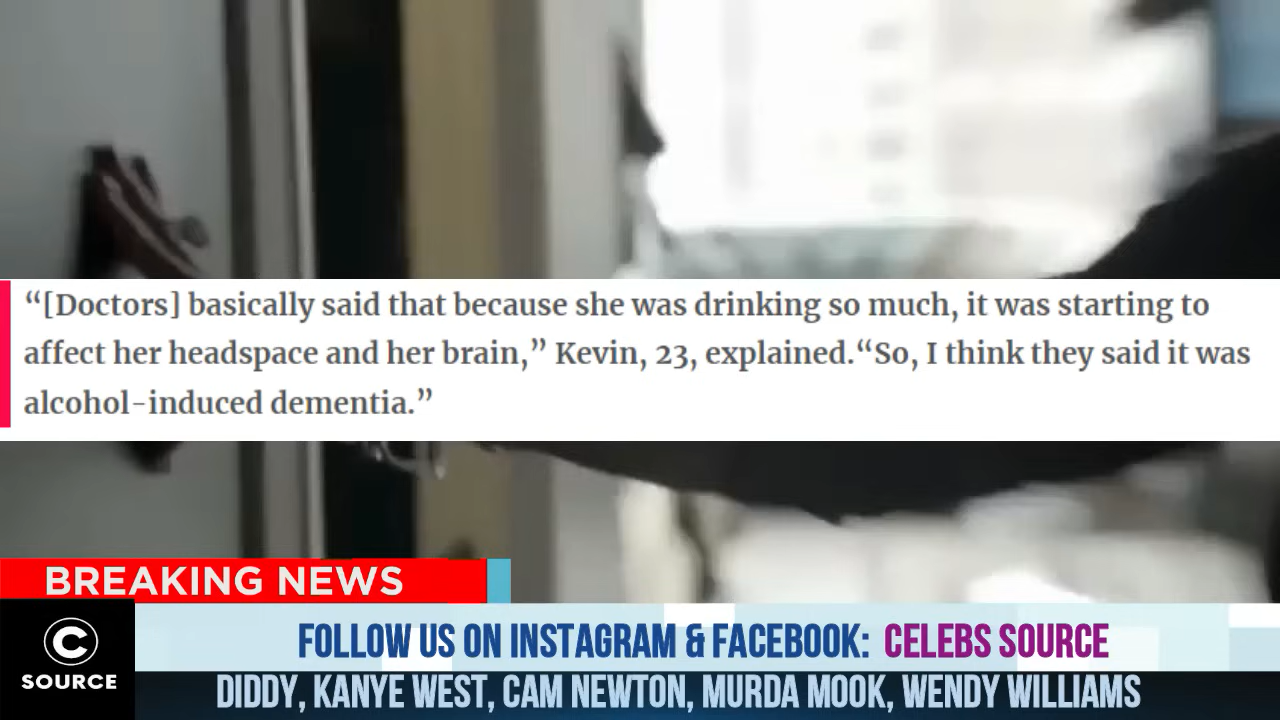 “[Doctors] basically said that because she was drinking so much, it was starting to
affect her headspace and her brain,” Kevin, 23, explained.“So, I think they said it was
alcohol-induced dementia.”
BREAKING NEWS
C
SOURCE
FOLLOW US ON INSTAGRAM & FACEBOOK: CELEBS SOURCE
DIDDY, KANYE WEST, CAM NEWTON, MURDA MOOK, WENDY WILLIAMS